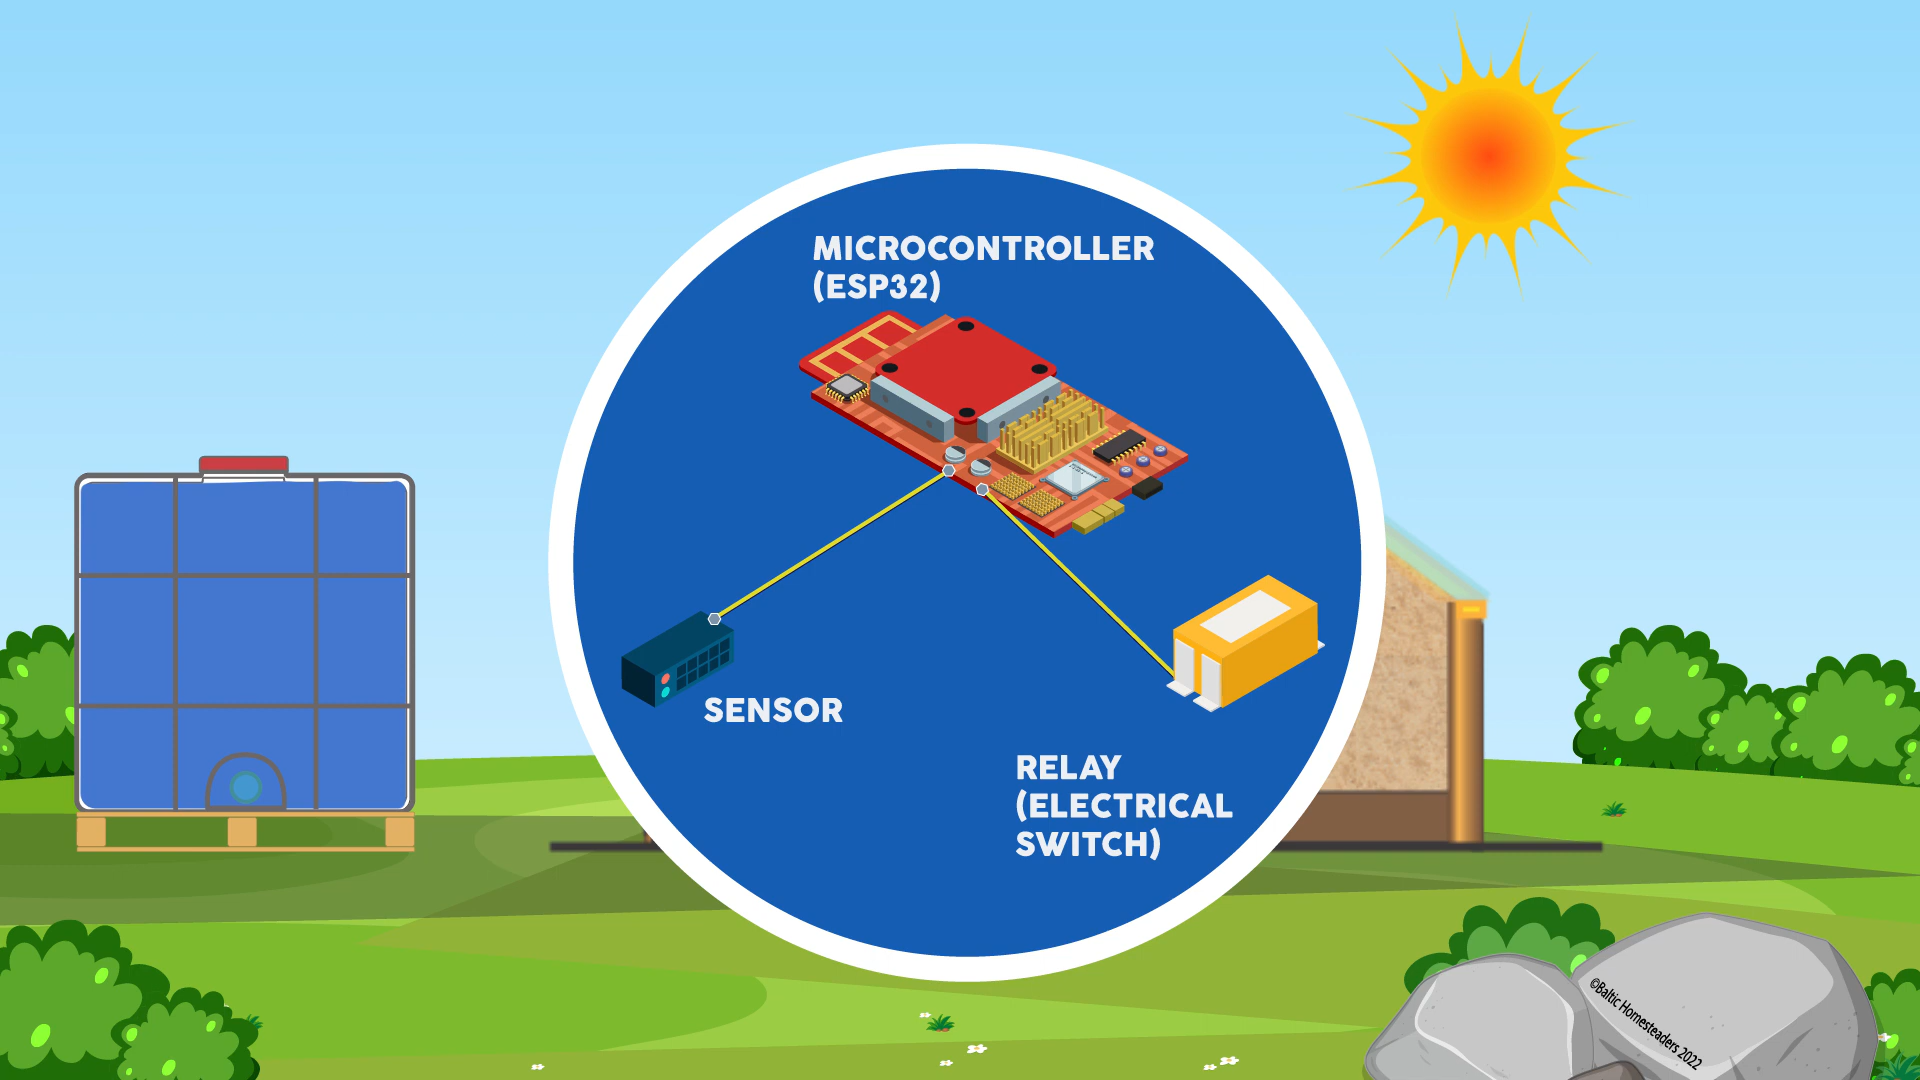 MICROCONTROLLER
(ESP32)
SENSOR
RELAY
(ELECTRICAL
SWITCH)
©Baltic Homesteaders 2022